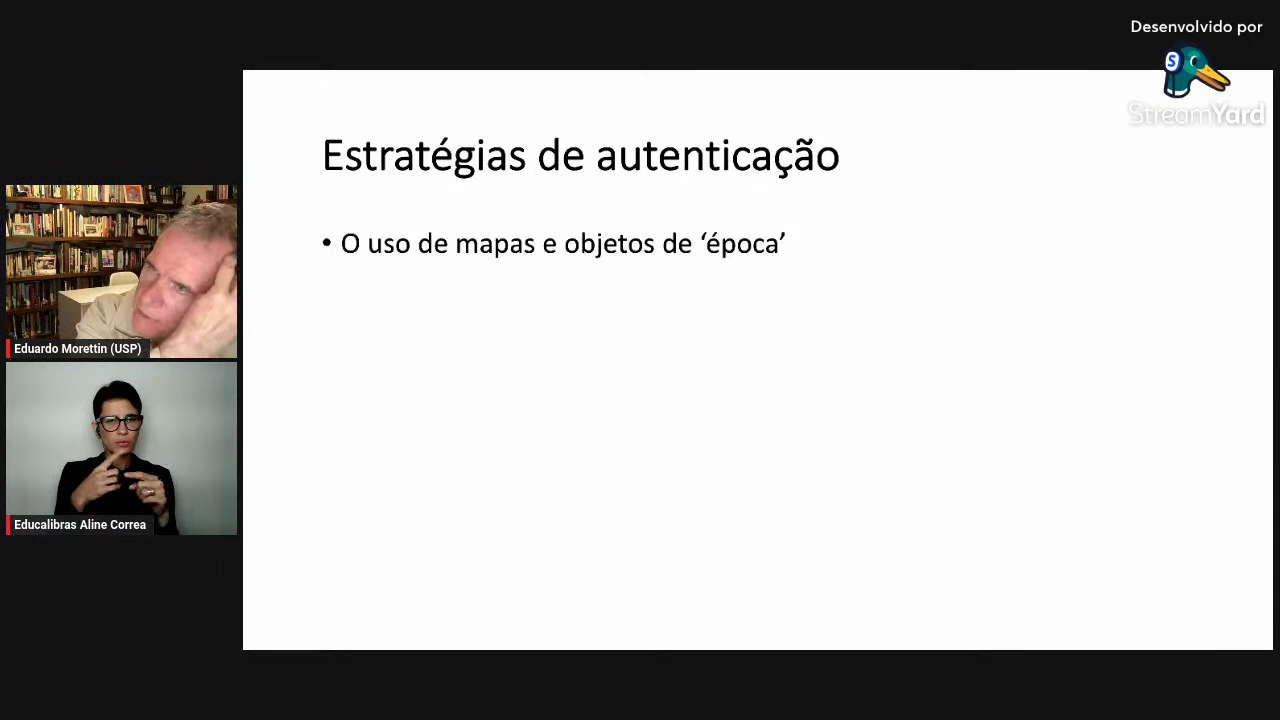 Desenvolvido por
StreamYard
Estratégias de autenticação
• O uso de mapas e objetos de ‘época’
Eduardo Morettin (USP)
Educalibras Aline Correa